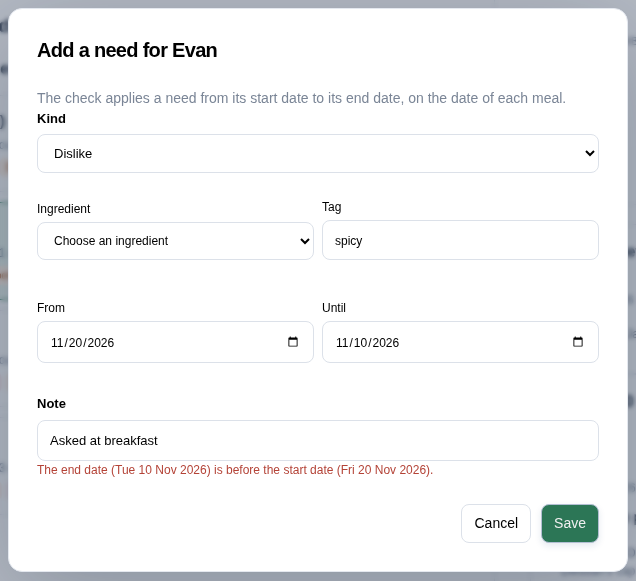 Add a need for Evan
The check applies a need from its start date to its end date, on the date of each meal.
Kind
Dislike
Ingredient
Tag
Choose an ingredient
spicy
From
Until
11/20/2026
11/10/2026
Note
Asked at breakfast
The end date (Tue 10 Nov 2026) is before the start date (Fri 20 Nov 2026).
Cancel
Save